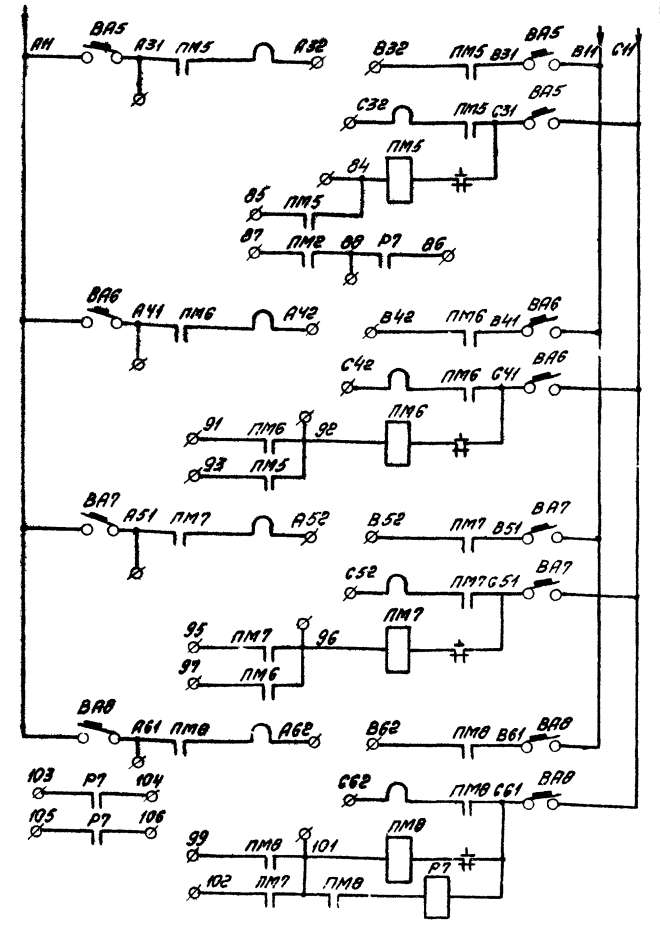 А11 ВА5 А31 ПМ5 А32 В32 ПМ5 В31 ВА5 В11 С11
С32 ПМ5 С31 ВА5
84 ПМ5
85 ПМ5
87 ПМ2 88 Р7 86
ВА6 А41 ПМ6 А42 В42 ПМ6 В41 ВА6
С42 ПМ6 С41 ВА6
91 ПМ6 92 ПМ6
93 ПМ5
ВА7 А51 ПМ7 А52 В52 ПМ7 В51 ВА7
С52 ПМ7 С51 ВА7
95 ПМ7 96 ПМ7
97 ПМ6
ВА8 А61 ПМ8 А62 В62 ПМ8 В61 ВА8
103 Р7 104 С62 ПМ8 С61 ВА8
105 Р7 106
99 ПМ8 101 ПМ8
102 ПМ7 ПМ8 Р7